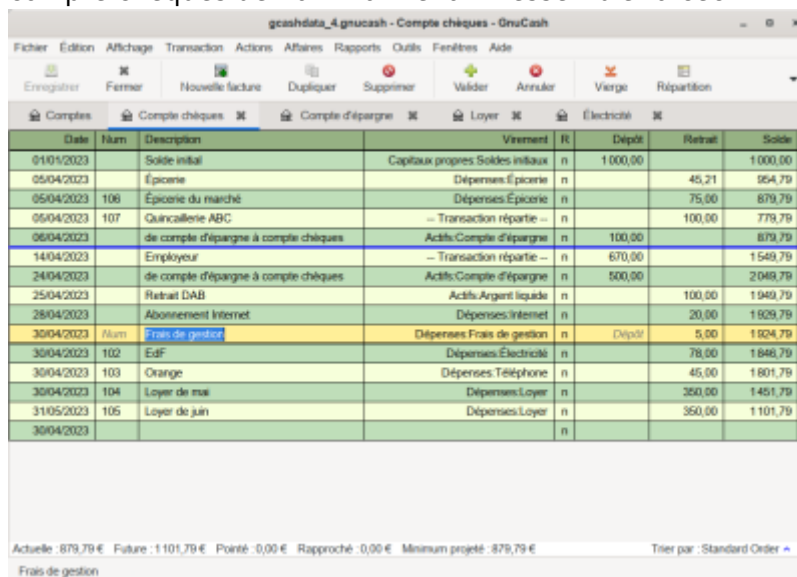 gcashdata_4.gnucash - Compte chèques - GnuCash
Fichier Édition Affichage Transaction Actions Affaires Rapports Outils Fenêtres Aide
Enregistrer Fermer Nouvelle facture Dupliquer Supprimer Valider Annuler Vierge Répartition
Comptes Compte chèques Compte d'épargne Loyer Électricité
Date Num Description Virement R Dépôt Retrait Solde
01/01/2023 Solde initial Capitaux propres:Soldes initiaux n 1 000,00 1 000,00
05/04/2023 Épicerie Dépenses:Épicerie n 45,21 954,79
05/04/2023 106 Épicerie du marché Dépenses:Épicerie n 75,00 879,79
05/04/2023 107 Quincaillerie ABC -- Transaction répartie -- n 100,00 779,79
06/04/2023 de compte d'épargne à compte chèques Actifs:Compte d'épargne n 100,00 879,79
14/04/2023 Employeur -- Transaction répartie -- n 670,00 1 549,79
24/04/2023 de compte d'épargne à compte chèques Actifs:Compte d'épargne n 500,00 2 049,79
25/04/2023 Retrait DAB Actifs:Argent liquide n 100,00 1 949,79
28/04/2023 Abonnement Internet Dépenses:Internet n 20,00 1 929,79
30/04/2023 Num Frais de gestion Dépenses:Frais de gestion n Dépôt 5,00 1 924,79
30/04/2023 102 EdF Dépenses:Électricité n 78,00 1 846,79
30/04/2023 103 Orange Dépenses:Téléphone n 45,00 1 801,79
30/04/2023 104 Loyer de mai Dépenses:Loyer n 350,00 1 451,79
31/05/2023 105 Loyer de juin Dépenses:Loyer n 350,00 1 101,79
30/04/2023 n
Actuelle : 879,79 € Future : 1 101,79 € Pointé : 0,00 € Rapproché : 0,00 € Minimum projeté : 879,79 € Trier par : Standard Order
Frais de gestion